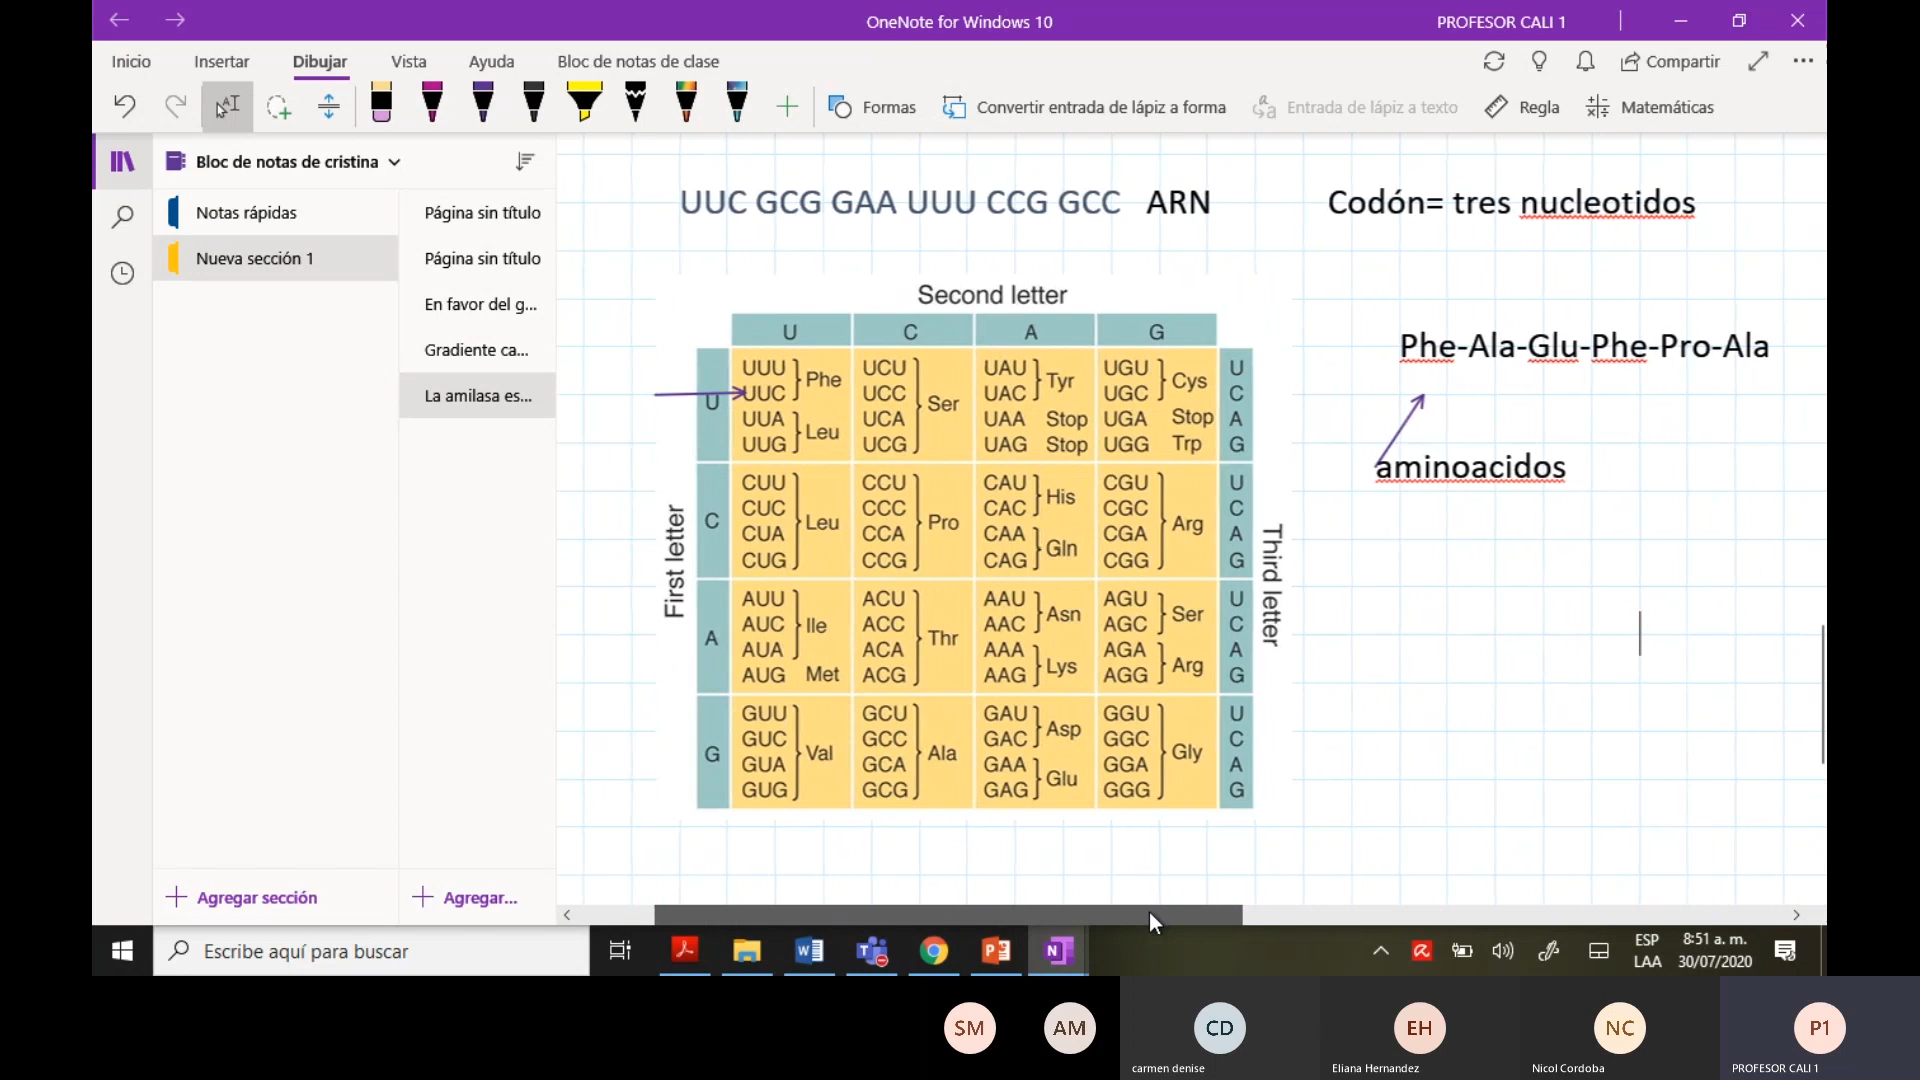 OneNote for Windows 10
PROFESOR CALI 1
Inicio
Insertar
Dibujar
Vista
Ayuda
Bloc de notas de clase
Compartir
Formas
Convertir entrada de lápiz a forma
Entrada de lápiz a texto
Regla
Matemáticas
Bloc de notas de cristina
Notas rápidas
Nueva sección 1
Página sin título
Página sin título
En favor del g...
Gradiente ca...
La amilasa es...
Agregar sección
Agregar...
UUC GCG GAA UUU CCG GCC ARN
Codón= tres nucleotidos
Phe-Ala-Glu-Phe-Pro-Ala
aminoacidos
Second letter
U C A G
First letter
Third letter
U
UUU UCU UAU UGU U
Phe Tyr Cys
UUC UCC UAC UGC C
Ser
UUA UCA UAA Stop UGA Stop A
Leu
UUG UCG UAG Stop UGG Trp G
C
CUU CCU CAU CGU U
His
CUC CCC CAC CGC C
Leu Pro Arg
CUA CCA CAA CGA A
Gln
CUG CCG CAG CGG G
A
AUU ACU AAU AGU U
Asn Ser
AUC Ile ACC AAC AGC C
Thr
AUA ACA AAA AGA A
Lys Arg
AUG Met ACG AAG AGG G
G
GUU GCU GAU GGU U
Asp
GUC GCC GAC GGC C
Val Ala Gly
GUA GCA GAA GGA A
Glu
GUG GCG GAG GGG G
Escribe aquí para buscar
ESP
LAA
8:51 a. m.
30/07/2020
SM
AM
CD
carmen denise
EH
Eliana Hernandez
NC
Nicol Cordoba
P1
PROFESOR CALI 1